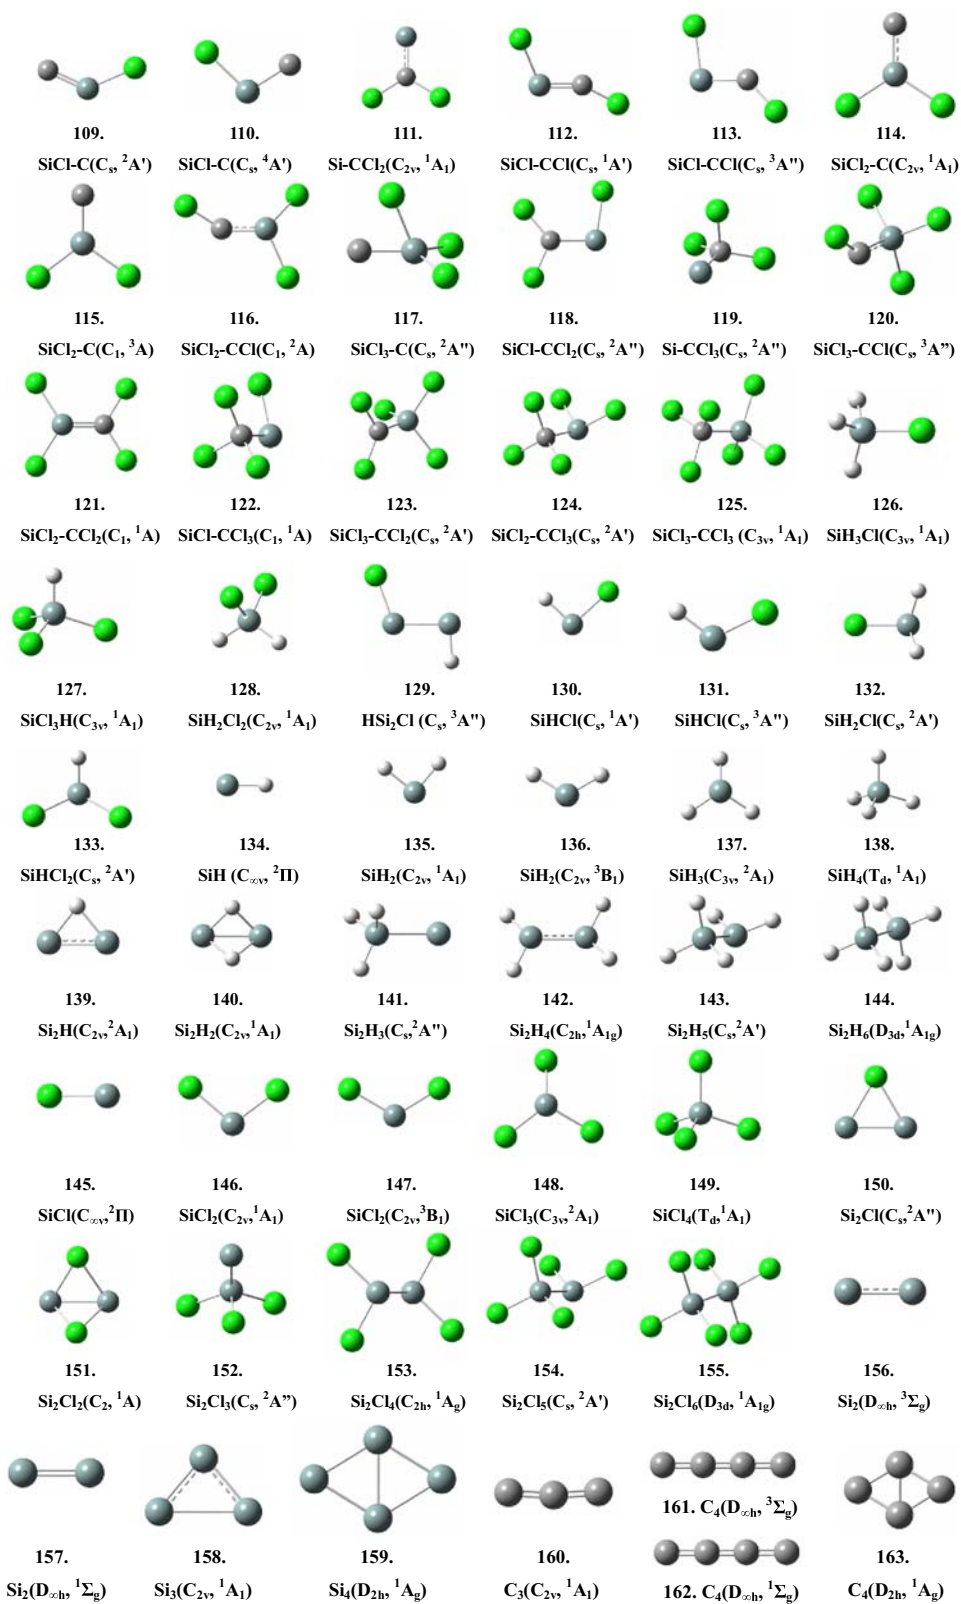 109. 110. 111. 112. 113. 114.
SiCl-C(Cₛ, ²A') SiCl-C(Cₛ, ⁴A') Si-CCl₂(C₂ᵥ, ¹A₁) SiCl-CCl(Cₛ, ¹A') SiCl-CCl(Cₛ, ³A") SiCl₂-C(C₂ᵥ, ¹A₁)
115. 116. 117. 118. 119. 120.
SiCl₂-C(C₁, ³A) SiCl₂-CCl(C₁, ²A) SiCl₃-C(Cₛ, ²A") SiCl-CCl₂(Cₛ, ²A") Si-CCl₃(Cₛ, ²A") SiCl₃-CCl(Cₛ, ³A”)
121. 122. 123. 124. 125. 126.
SiCl₂-CCl₂(C₁, ¹A) SiCl-CCl₃(C₁, ¹A) SiCl₃-CCl₂(Cₛ, ²A') SiCl₂-CCl₃(Cₛ, ²A') SiCl₃-CCl₃ (C₃ᵥ, ¹A₁) SiH₃Cl(C₃ᵥ, ¹A₁)
127. 128. 129. 130. 131. 132.
SiCl₃H(C₃ᵥ, ¹A₁) SiH₂Cl₂(C₂ᵥ, ¹A₁) HSi₂Cl (Cₛ, ³A") SiHCl(Cₛ, ¹A') SiHCl(Cₛ, ³A") SiH₂Cl(Cₛ, ²A')
133. 134. 135. 136. 137. 138.
SiHCl₂(Cₛ, ²A') SiH (C∞ᵥ, ²Π) SiH₂(C₂ᵥ, ¹A₁) SiH₂(C₂ᵥ, ³B₁) SiH₃(C₃ᵥ, ²A₁) SiH₄(T_d, ¹A₁)
139. 140. 141. 142. 143. 144.
Si₂H(C₂ᵥ,²A₁) Si₂H₂(C₂ᵥ,¹A₁) Si₂H₃(Cₛ,²A") Si₂H₄(C₂ₕ,¹A₁g) Si₂H₅(Cₛ,²A') Si₂H₆(D₃d,¹A₁g)
145. 146. 147. 148. 149. 150.
SiCl(C∞ᵥ,²Π) SiCl₂(C₂ᵥ,¹A₁) SiCl₂(C₂ᵥ,³B₁) SiCl₃(C₃ᵥ,²A₁) SiCl₄(T_d,¹A₁) Si₂Cl(Cₛ,²A")
151. 152. 153. 154. 155. 156.
Si₂Cl₂(C₂, ¹A) Si₂Cl₃(Cₛ, ²A”) Si₂Cl₄(C₂ₕ, ¹A_g) Si₂Cl₅(Cₛ, ²A') Si₂Cl₆(D₃d, ¹A₁g) Si₂(D∞ₕ, ³Σ_g)
161. C₄(D∞ₕ, ³Σ_g)
157. 158. 159. 160. 163.
Si₂(D∞ₕ, ¹Σ_g) Si₃(C₂ᵥ, ¹A₁) Si₄(D₂ₕ, ¹A_g) C₃(C₂ᵥ, ¹A₁) 162. C₄(D∞ₕ, ¹Σ_g) C₄(D₂ₕ, ¹A_g)